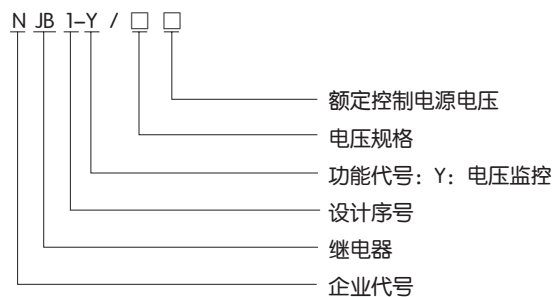 N JB 1-Y / □ □
额定控制电源电压
电压规格
功能代号：Y：电压监控
设计序号
继电器
企业代号